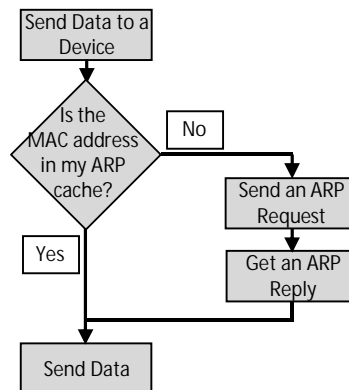 Send Data to a
Device
Is the
MAC address
in my ARP
cache?
No
Send an ARP
Request
Yes
Get an ARP
Reply
Send Data